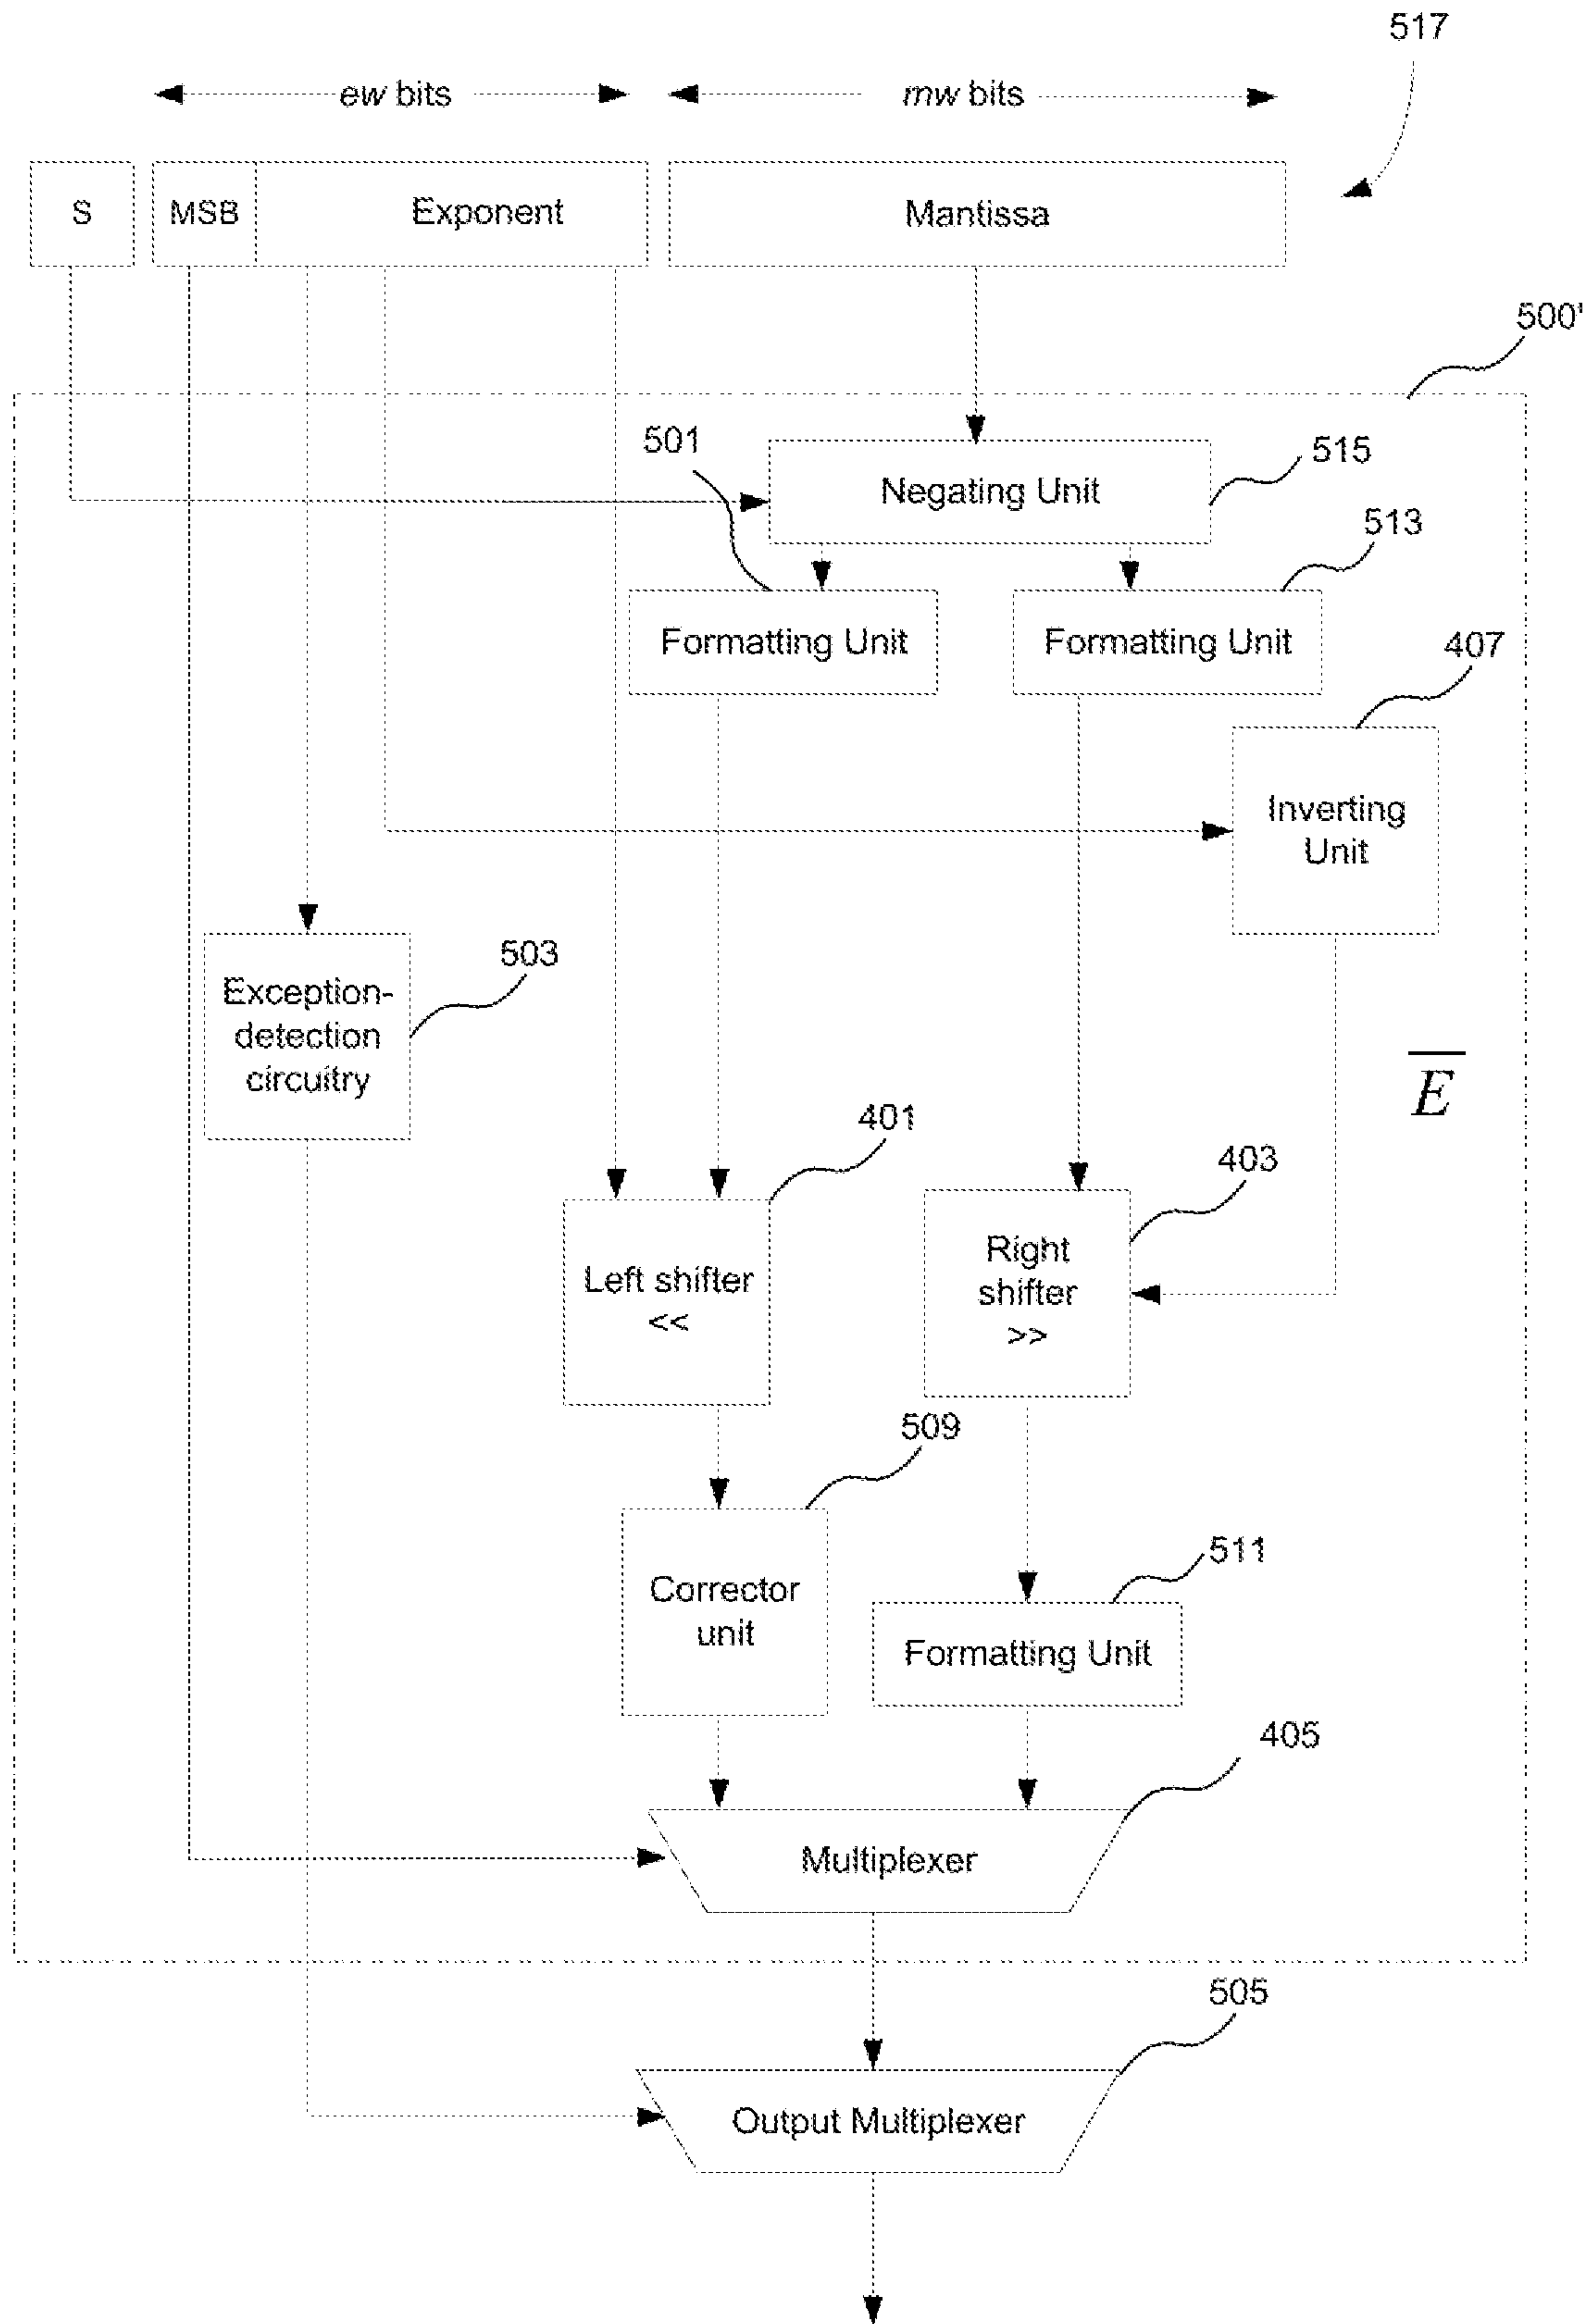 517
ew bits
mw bits
S
MSB
Exponent
Mantissa
500'
501
Negating Unit
515
513
Formatting Unit
Formatting Unit
407
Inverting
Unit
503
Exception-
detection
circuitry
E̅
401
403
Left shifter
<<
Right
shifter
>>
509
511
Corrector
unit
Formatting Unit
405
Multiplexer
505
Output Multiplexer